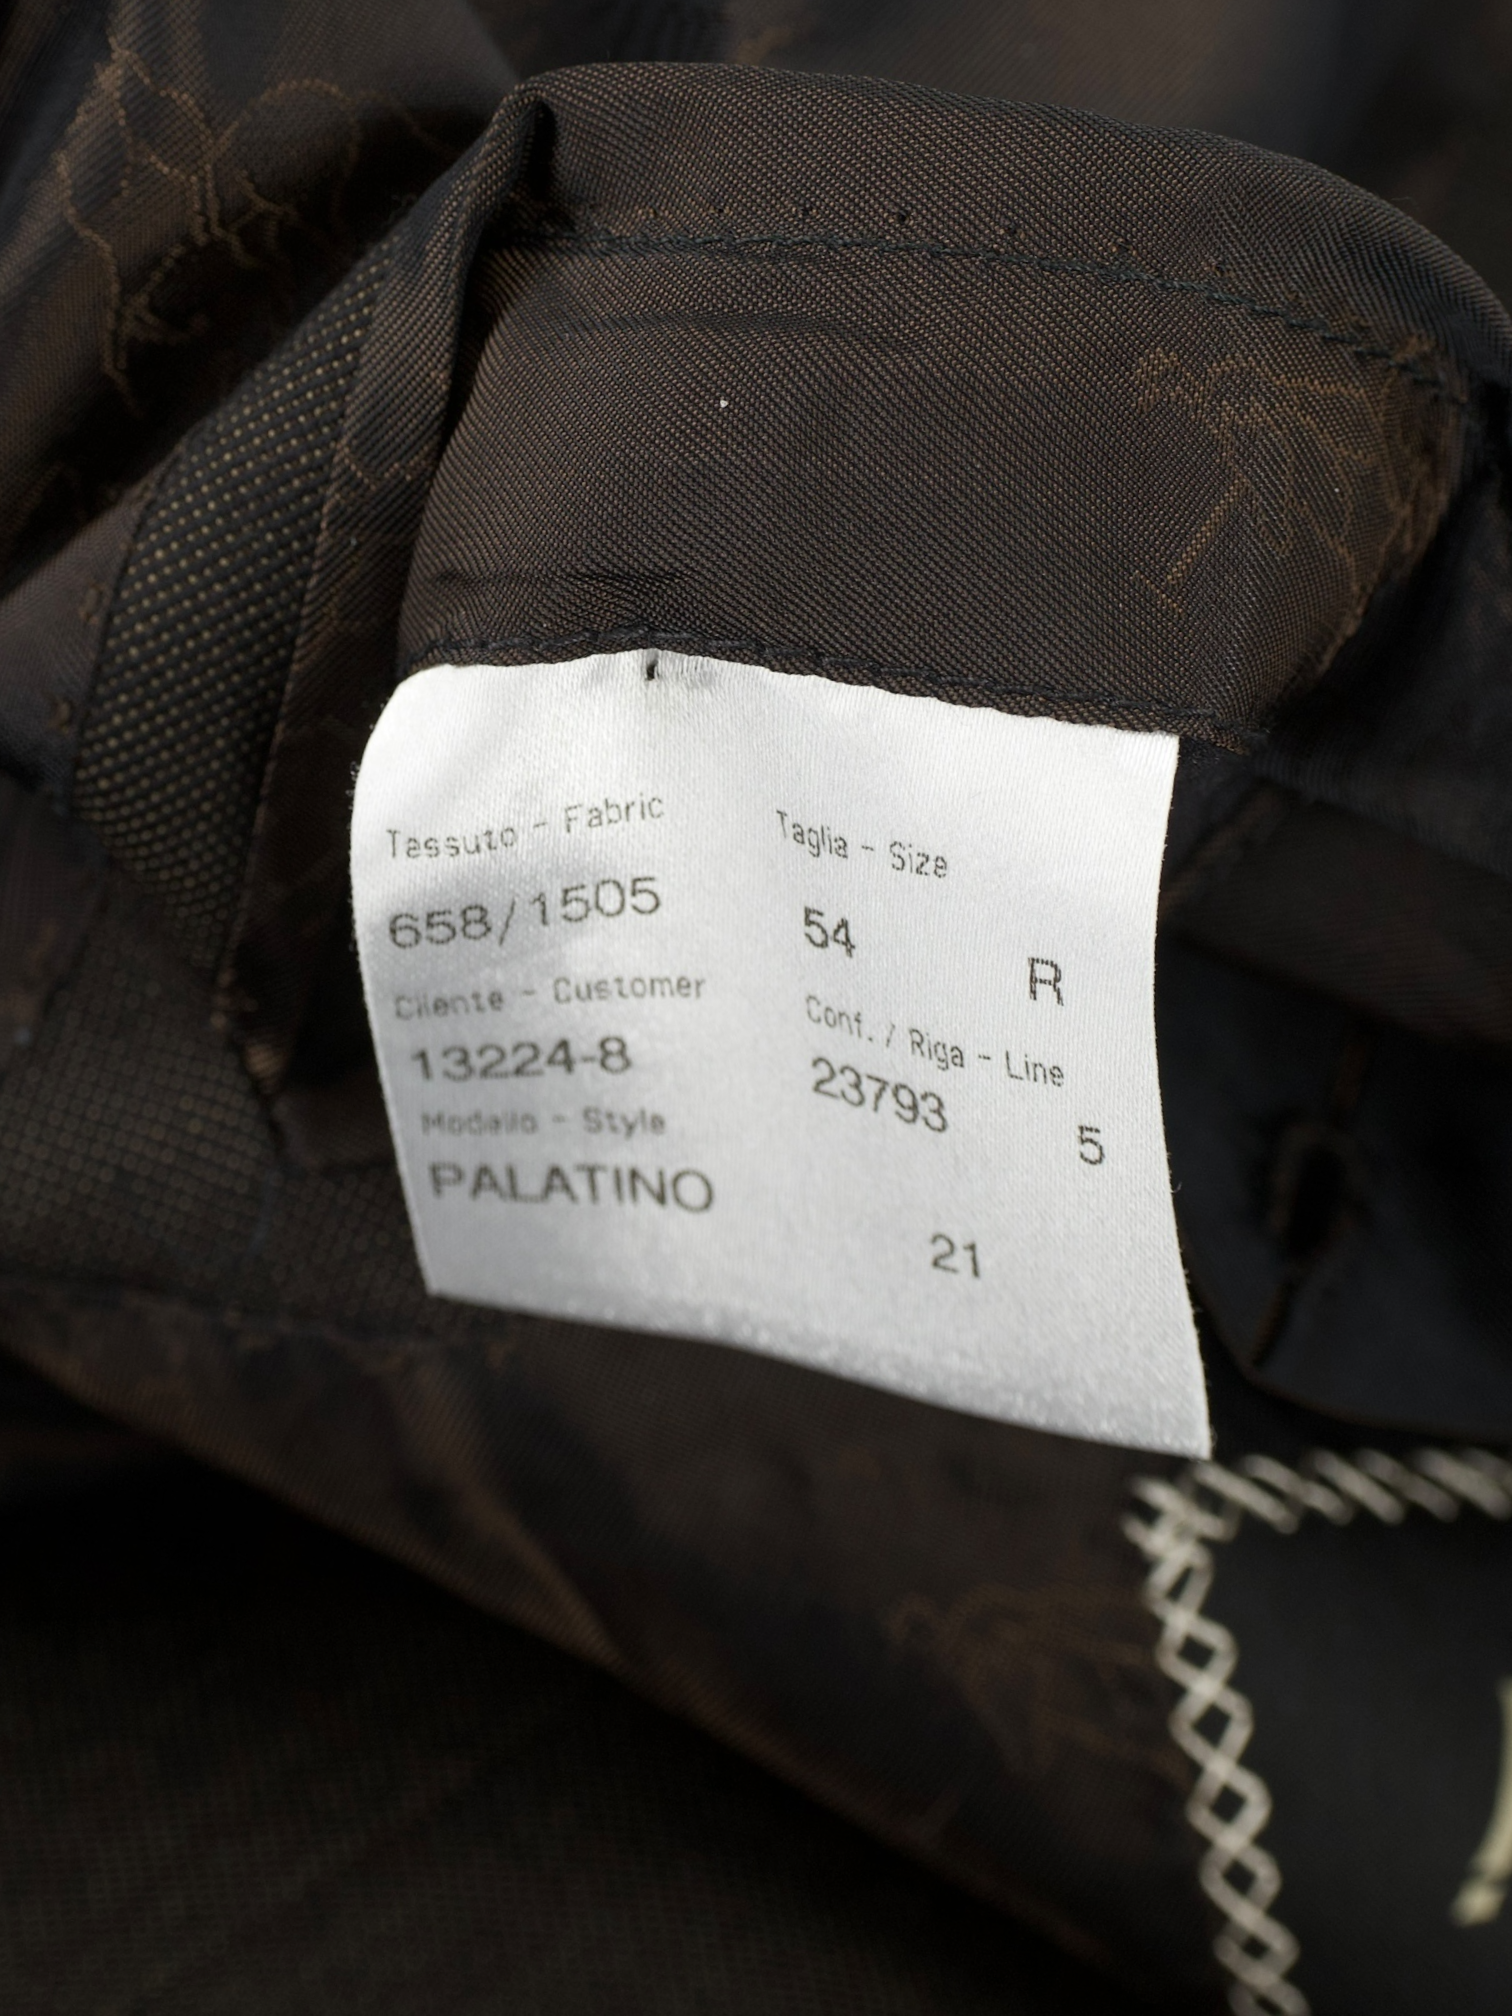 Tessuto - Fabric
658/1505
Cliente - Customer
13224-8
Modello - Style
PALATINO
Taglia - Size
54 R
Conf. / Riga - Line
23793 5
21